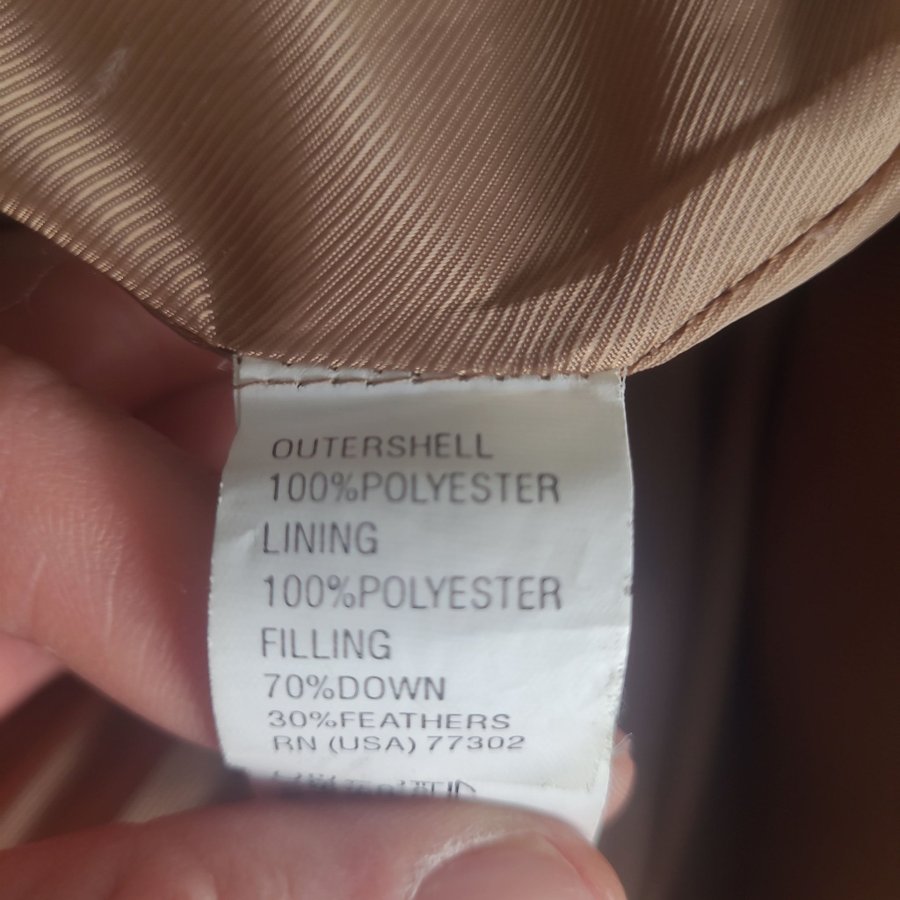 OUTERSHELL
100%POLYESTER
LINING
100%POLYESTER
FILLING
70%DOWN
30%FEATHERS
RN (USA) 77302